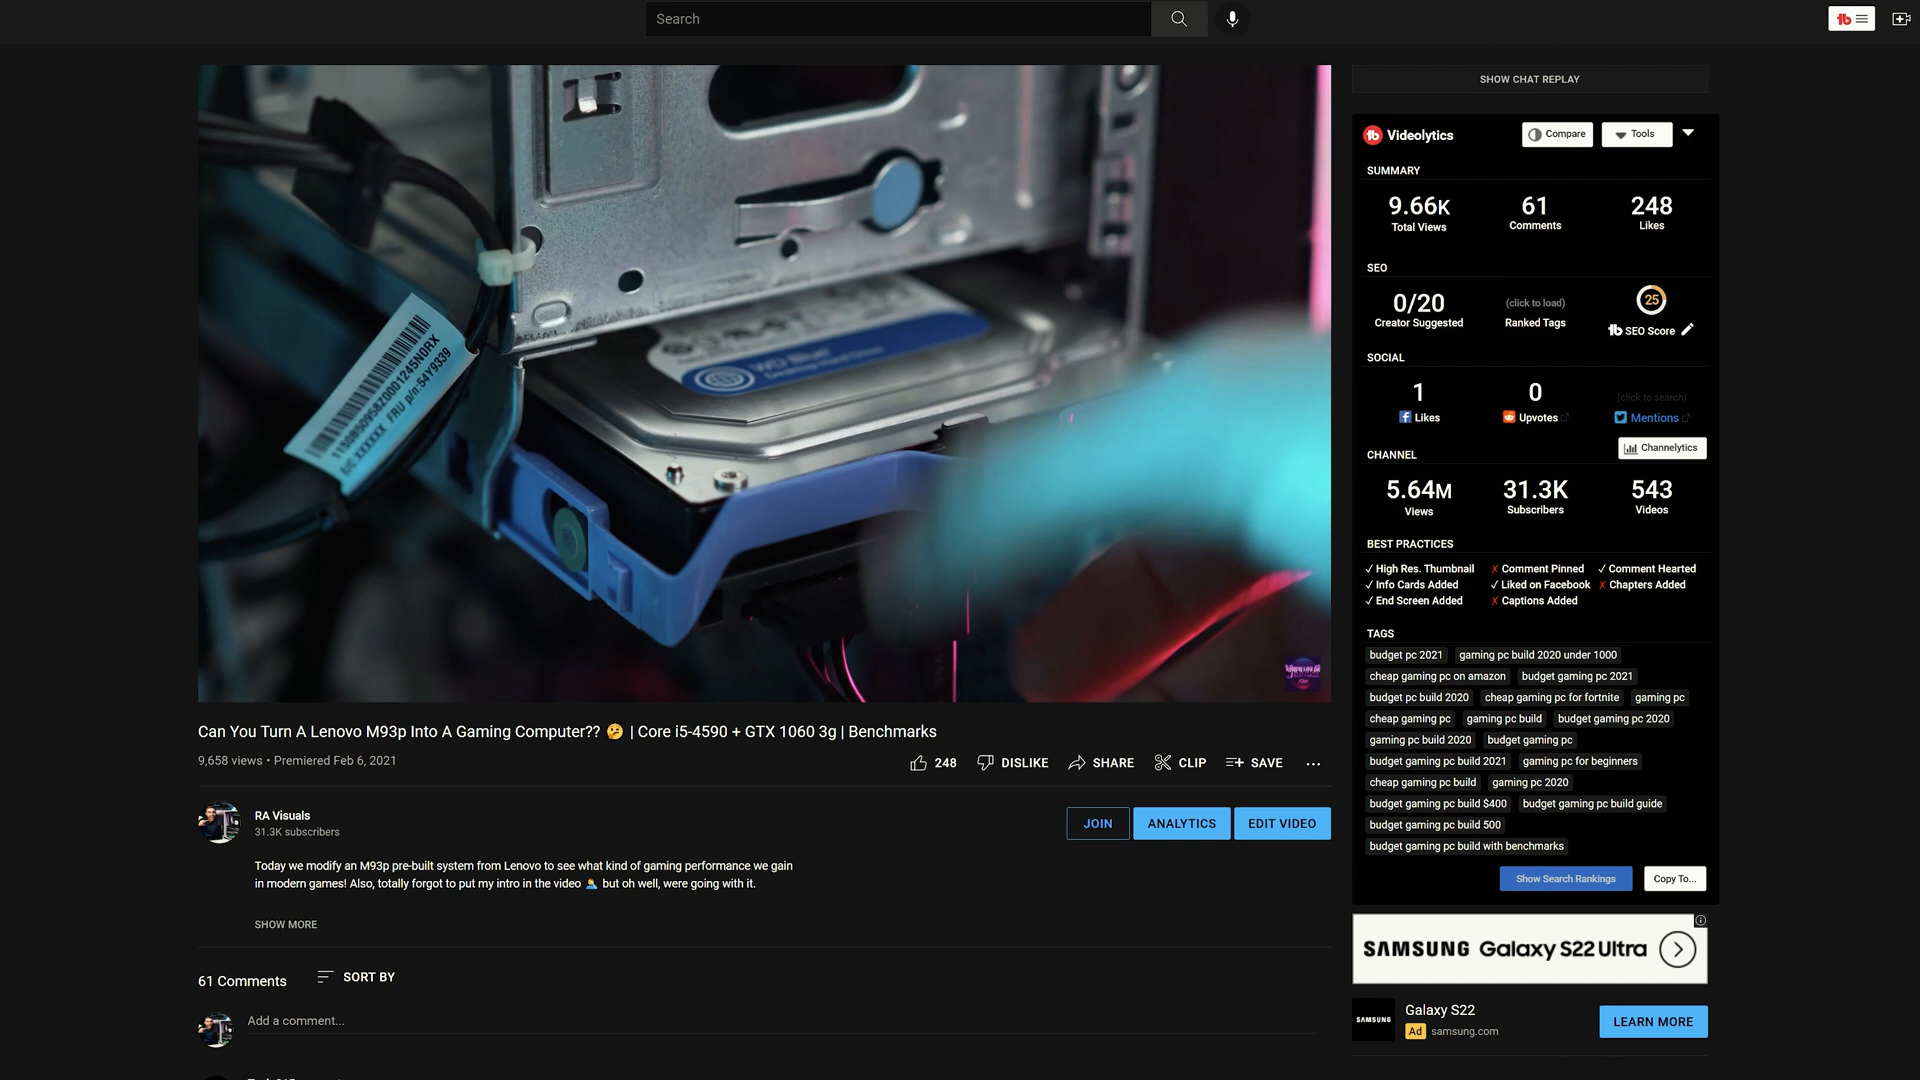 Search
SHOW CHAT REPLAY
Videolytics
Compare
Tools
SUMMARY
9.66K
61
248
Total Views
Comments
Likes
SEO
0/20
(click to load)
25
Creator Suggested
Ranked Tags
SEO Score
SOCIAL
1
0
(click to search)
Likes
Upvotes
Mentions
CHANNEL
Channelytics
5.64M
31.3K
543
Views
Subscribers
Videos
BEST PRACTICES
✓ High Res. Thumbnail ✗ Comment Pinned ✓ Comment Hearted
✓ Info Cards Added ✓ Liked on Facebook ✗ Chapters Added
✓ End Screen Added ✗ Captions Added
TAGS
budget pc 2021 gaming pc build 2020 under 1000
cheap gaming pc on amazon budget gaming pc 2021
budget pc build 2020 cheap gaming pc for fortnite gaming pc
cheap gaming pc gaming pc build budget gaming pc 2020
gaming pc build 2020 budget gaming pc
budget gaming pc build 2021 gaming pc for beginners
cheap gaming pc build gaming pc 2020
budget gaming pc build $400 budget gaming pc build guide
budget gaming pc build 500
budget gaming pc build with benchmarks
Show Search Rankings
Copy To...
SAMSUNG Galaxy S22 Ultra
SAMSUNG
Galaxy S22
Ad samsung.com
LEARN MORE
11S0B50958Z0001245N0RX
E/C:XXXXXX FRU p/n:54Y9339
WD Blue
Can You Turn A Lenovo M93p Into A Gaming Computer?? 🤔 | Core i5-4590 + GTX 1060 3g | Benchmarks
9,658 views • Premiered Feb 6, 2021
248 DISLIKE SHARE CLIP SAVE ...
RA Visuals
31.3K subscribers
JOIN
ANALYTICS
EDIT VIDEO
Today we modify an M93p pre-built system from Lenovo to see what kind of gaming performance we gain
in modern games! Also, totally forgot to put my intro in the video 🤦‍♂️ but oh well, were going with it.
SHOW MORE
61 Comments
SORT BY
Add a comment...